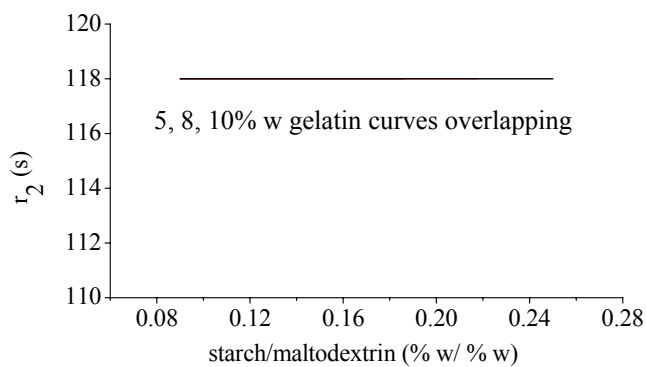 120
118
5, 8, 10% w gelatin curves overlapping
116
r2 (s)
114
112
110
0.08 0.12 0.16 0.20 0.24 0.28
starch/maltodextrin (% w/ % w)